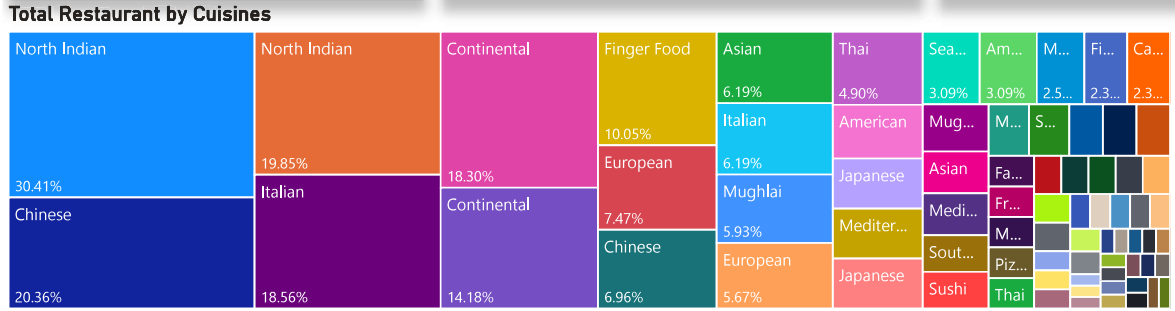 Total Restaurant by Cuisines
North Indian
30.41%
Chinese
20.36%
North Indian
19.85%
Italian
18.56%
Continental
18.30%
Continental
14.18%
Finger Food
10.05%
European
7.47%
Chinese
6.96%
Asian
6.19%
Italian
6.19%
Mughlai
5.93%
European
5.67%
Thai
4.90%
American
Japanese
Mediter...
Japanese
Sea...
3.09%
Am...
3.09%
M...
2.5...
Fi...
2.3...
Ca...
2.3...
Mug...
Asian
Medi...
Sout...
Sushi
M...
S...
Fa...
Fr...
M...
Piz...
Thai